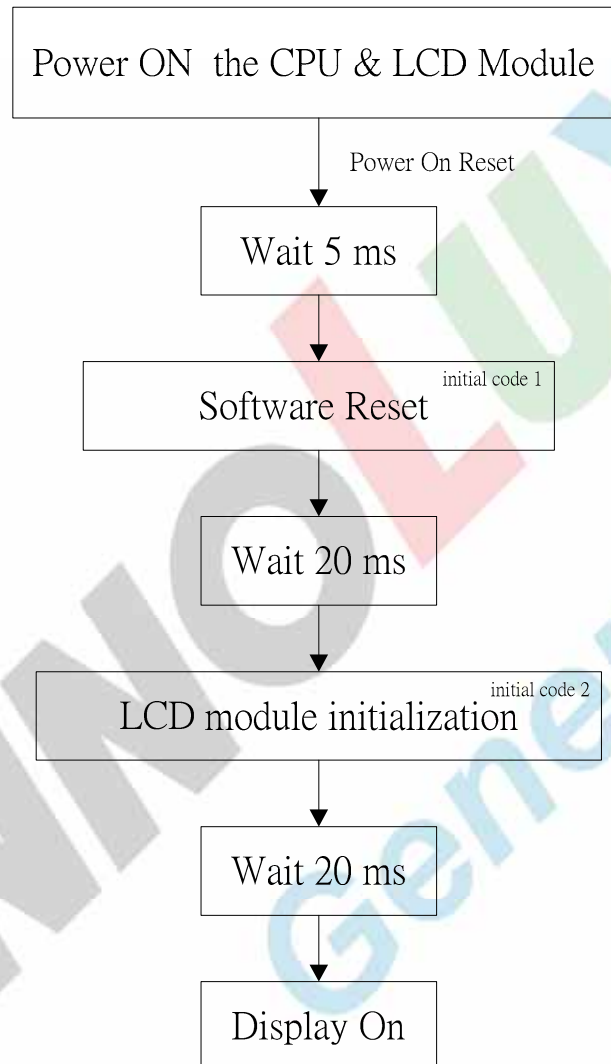 Power ON the CPU & LCD Module
Power On Reset
Wait 5 ms
initial code 1
Software Reset
Wait 20 ms
initial code 2
LCD module initialization
Wait 20 ms
Display On